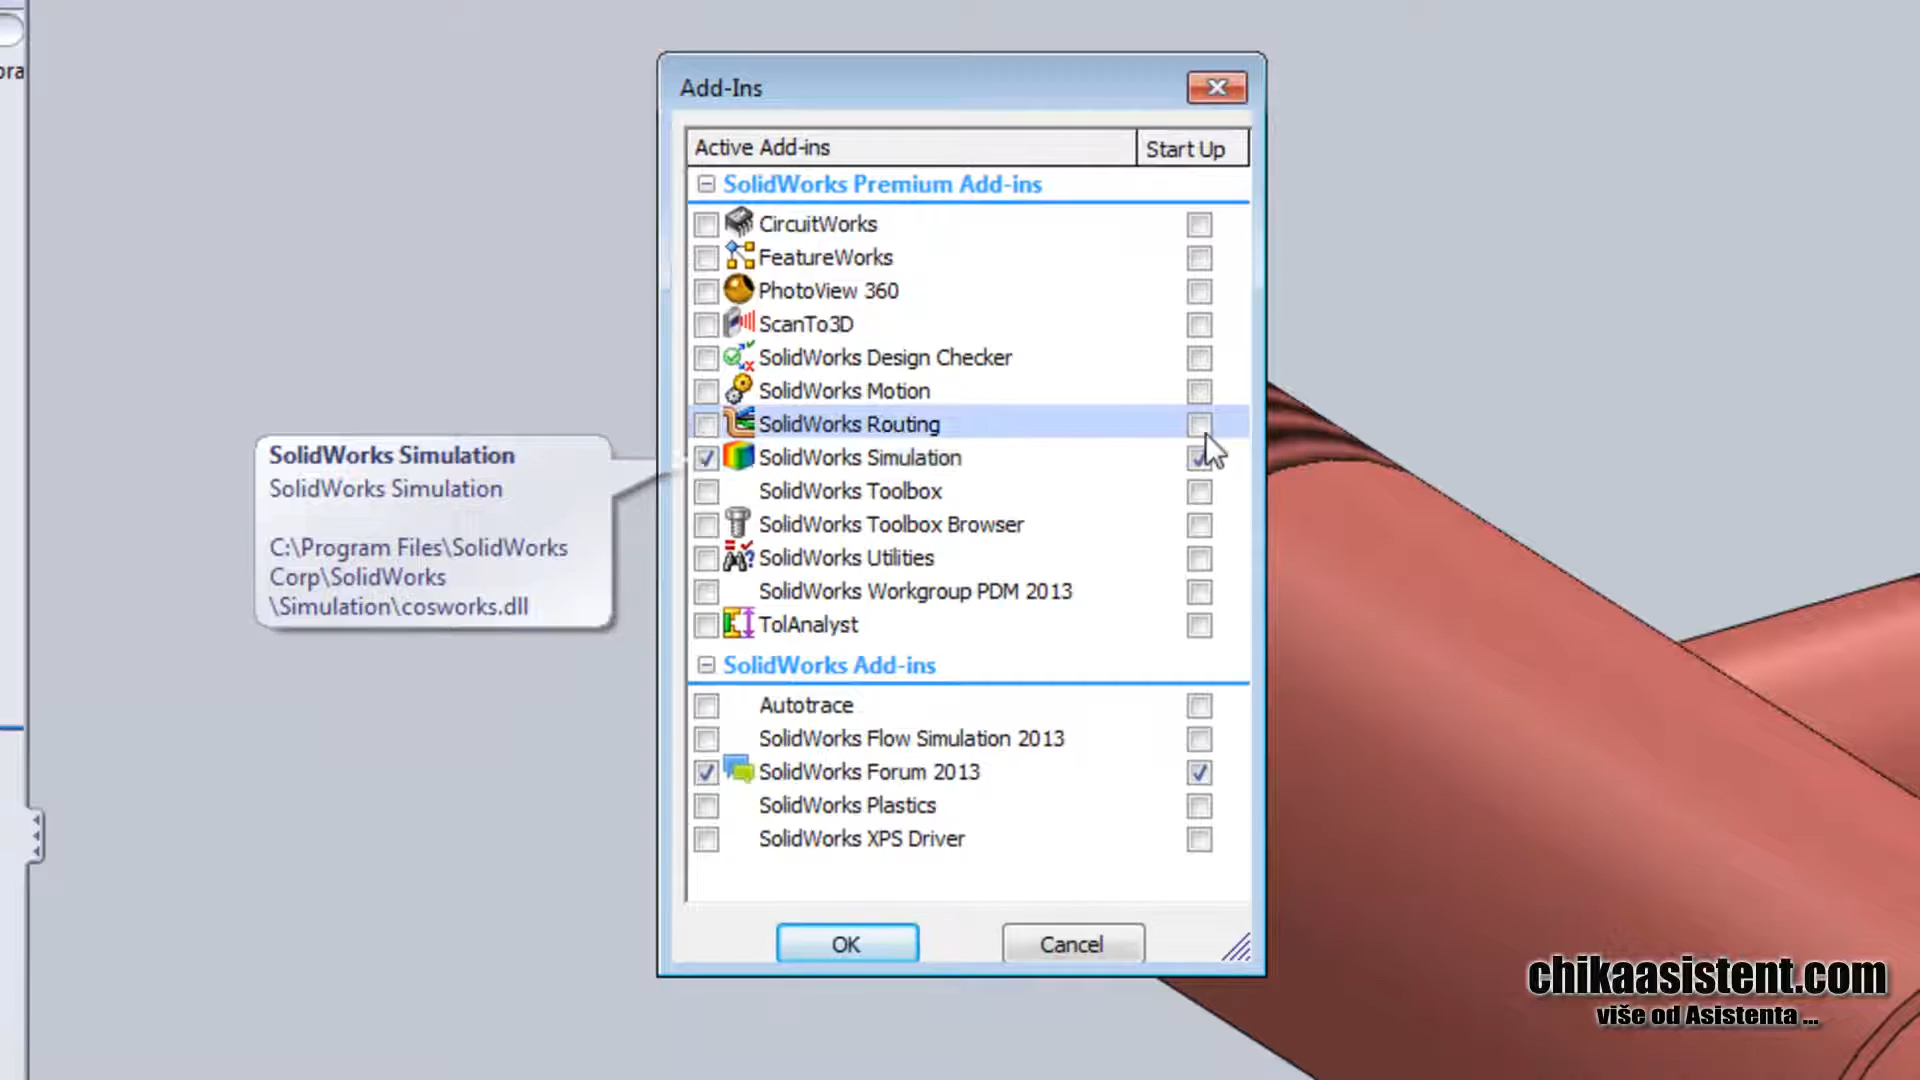 ora
Add-Ins
Active Add-ins
Start Up
SolidWorks Premium Add-ins
CircuitWorks
FeatureWorks
PhotoView 360
ScanTo3D
SolidWorks Design Checker
SolidWorks Motion
SolidWorks Routing
SolidWorks Simulation
SolidWorks Toolbox
SolidWorks Toolbox Browser
SolidWorks Utilities
SolidWorks Workgroup PDM 2013
TolAnalyst
SolidWorks Add-ins
Autotrace
SolidWorks Flow Simulation 2013
SolidWorks Forum 2013
SolidWorks Plastics
SolidWorks XPS Driver
OK
Cancel
SolidWorks Simulation
SolidWorks Simulation
C:\Program Files\SolidWorks
Corp\SolidWorks
\Simulation\cosworks.dll
chikaasistent.com
više od Asistenta ...